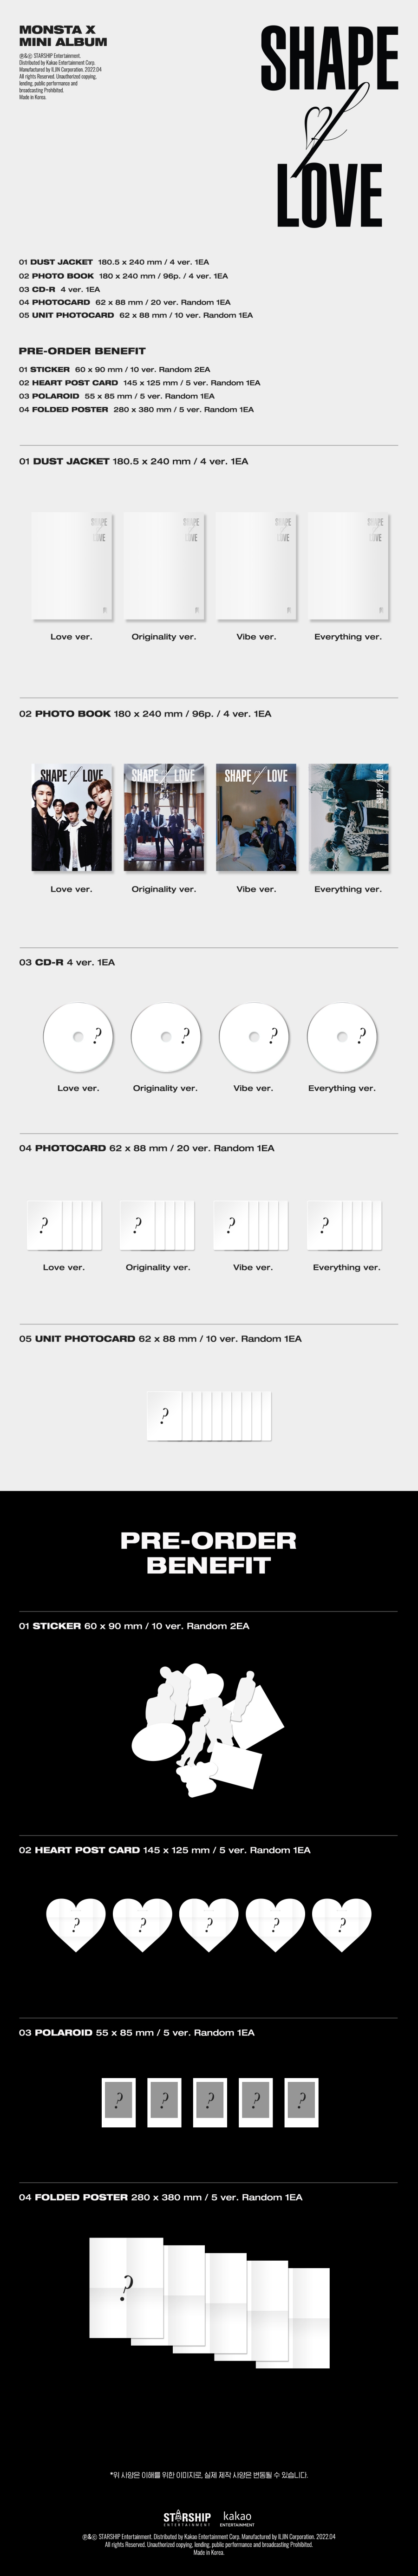 MONSTA X
MINI ALBUM
℗&© STARSHIP Entertainment.
Distributed by Kakao Entertainment Corp.
Manufactured by ILJIN Corporation. 2022.04
All rights Reserved. Unauthorized copying,
lending, public performance and
broadcasting Prohibited.
Made in Korea.
SHAPE
LOVE
01 DUST JACKET 180.5 x 240 mm / 4 ver. 1EA
02 PHOTO BOOK 180 x 240 mm / 96p. / 4 ver. 1EA
03 CD-R 4 ver. 1EA
04 PHOTOCARD 62 x 88 mm / 20 ver. Random 1EA
05 UNIT PHOTOCARD 62 x 88 mm / 10 ver. Random 1EA
PRE-ORDER BENEFIT
01 STICKER 60 x 90 mm / 10 ver. Random 2EA
02 HEART POST CARD 145 x 125 mm / 5 ver. Random 1EA
03 POLAROID 55 x 85 mm / 5 ver. Random 1EA
04 FOLDED POSTER 280 x 380 mm / 5 ver. Random 1EA
01 DUST JACKET 180.5 x 240 mm / 4 ver. 1EA
SHAPE SHAPE SHAPE SHAPE
LOVE LOVE LOVE LOVE
Love ver. Originality ver. Vibe ver. Everything ver.
02 PHOTO BOOK 180 x 240 mm / 96p. / 4 ver. 1EA
SHAPE LOVE SHAPE LOVE SHAPE LOVE SHAPE LOVE
Love ver. Originality ver. Vibe ver. Everything ver.
03 CD-R 4 ver. 1EA
? ? ? ?
Love ver. Originality ver. Vibe ver. Everything ver.
04 PHOTOCARD 62 x 88 mm / 20 ver. Random 1EA
? ? ? ?
Love ver. Originality ver. Vibe ver. Everything ver.
05 UNIT PHOTOCARD 62 x 88 mm / 10 ver. Random 1EA
?
PRE-ORDER
BENEFIT
01 STICKER 60 x 90 mm / 10 ver. Random 2EA
02 HEART POST CARD 145 x 125 mm / 5 ver. Random 1EA
? ? ? ? ?
03 POLAROID 55 x 85 mm / 5 ver. Random 1EA
? ? ? ? ?
04 FOLDED POSTER 280 x 380 mm / 5 ver. Random 1EA
?
*위 사양은 이해를 위한 이미지로, 실제 제작 사양은 변동될 수 있습니다.
STARSHIP kakao
ENTERTAINMENT ENTERTAINMENT
℗&© STARSHIP Entertainment. Distributed by Kakao Entertainment Corp. Manufactured by ILJIN Corporation. 2022.04
All rights Reserved. Unauthorized copying, lending, public performance and broadcasting Prohibited.
Made in Korea.